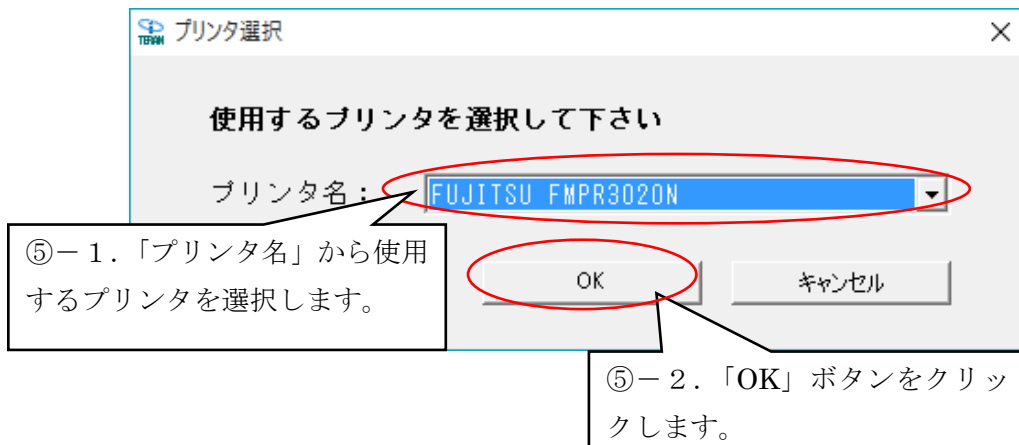 TERAN プリンタ選択
使用するプリンタを選択して下さい
プリンタ名： FUJITSU FMPR3020N
⑤－１．「プリンタ名」から使用
するプリンタを選択します。
OK キャンセル
⑤－２．「OK」ボタンをクリッ
クします。